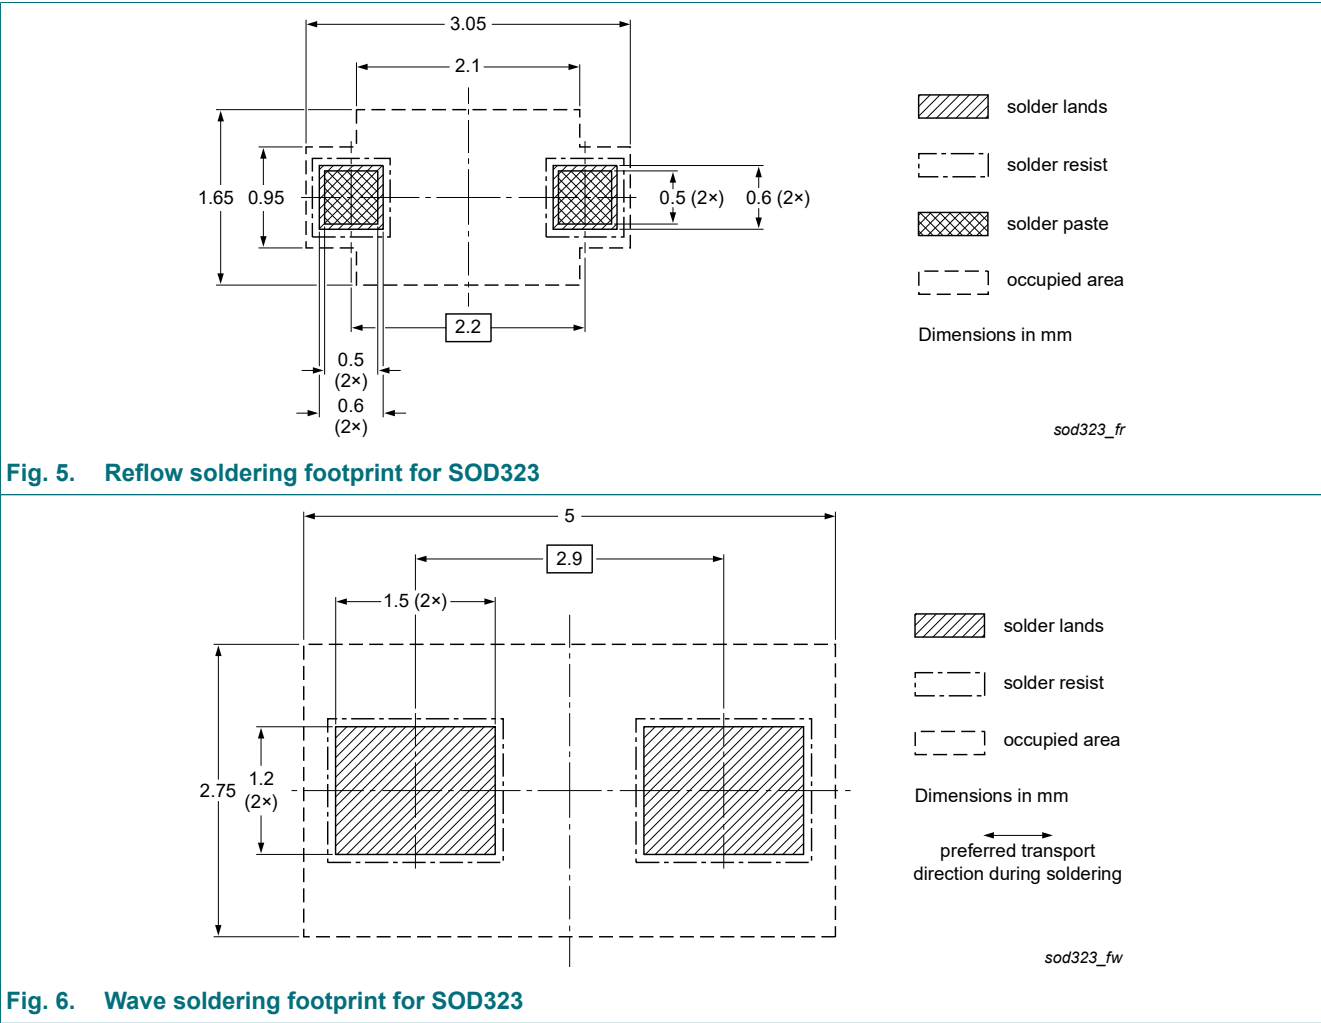 3.05
2.1
solder lands
solder resist
1.65 0.95 0.5 (2×) 0.6 (2×)
solder paste
occupied area
2.2
Dimensions in mm
0.5
(2×)
0.6
(2×)
sod323_fr
Fig. 5. Reflow soldering footprint for SOD323
5
2.9
1.5 (2×)
solder lands
solder resist
occupied area
2.75 1.2
(2×)
Dimensions in mm
preferred transport
direction during soldering
sod323_fw
Fig. 6. Wave soldering footprint for SOD323